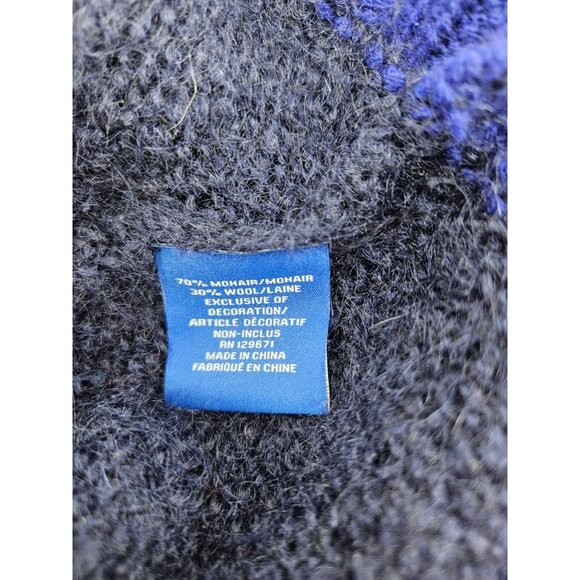 70% MOHAIR/MOHAIR
30% WOOL/LAINE
EXCLUSIVE OF
DECORATION/
ARTICLE DÉCORATIF
NON-INCLUS
RN 129671
MADE IN CHINA
FABRIQUÉ EN CHINE